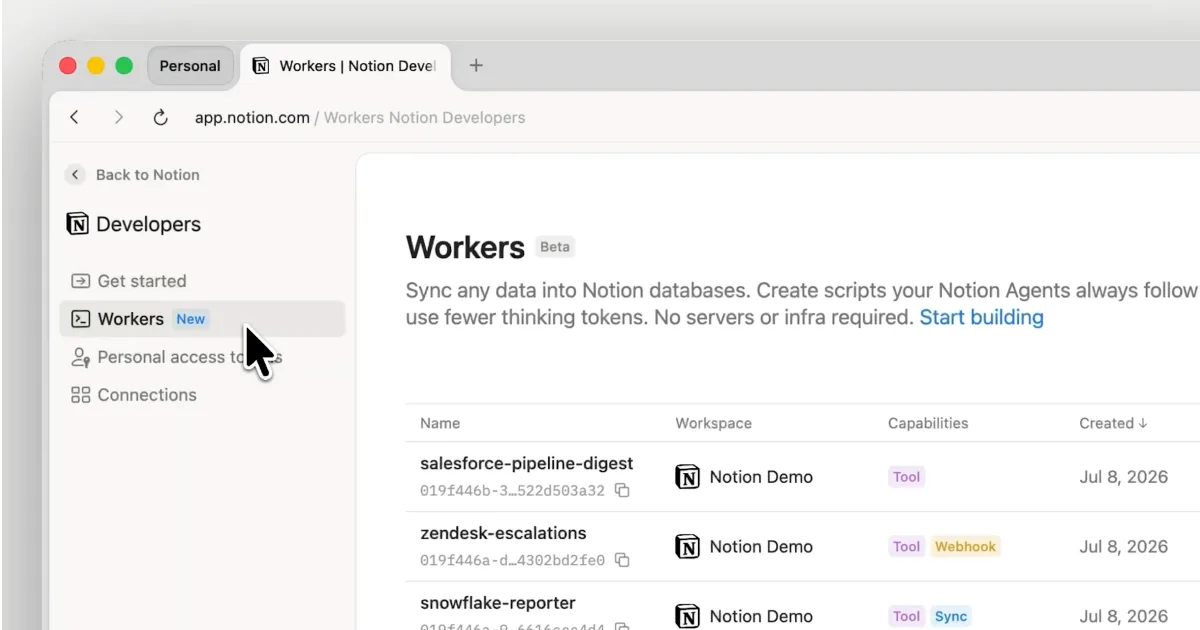 Personal
Workers | Notion Devel
app.notion.com / Workers Notion Developers
Back to Notion
Developers
Get started
Workers New
Personal access
Connections
Workers Beta
Sync any data into Notion databases. Create scripts your Notion Agents always follow
use fewer thinking tokens. No servers or infra required. Start building
Name Workspace Capabilities Created ↓
salesforce-pipeline-digest
019f446b-3…522d503a32
Notion Demo Tool Jul 8, 2026
zendesk-escalations
019f446a-d…4302bd2fe0
Notion Demo Tool Webhook Jul 8, 2026
snowflake-reporter
Notion Demo Tool Sync Jul 8, 2026